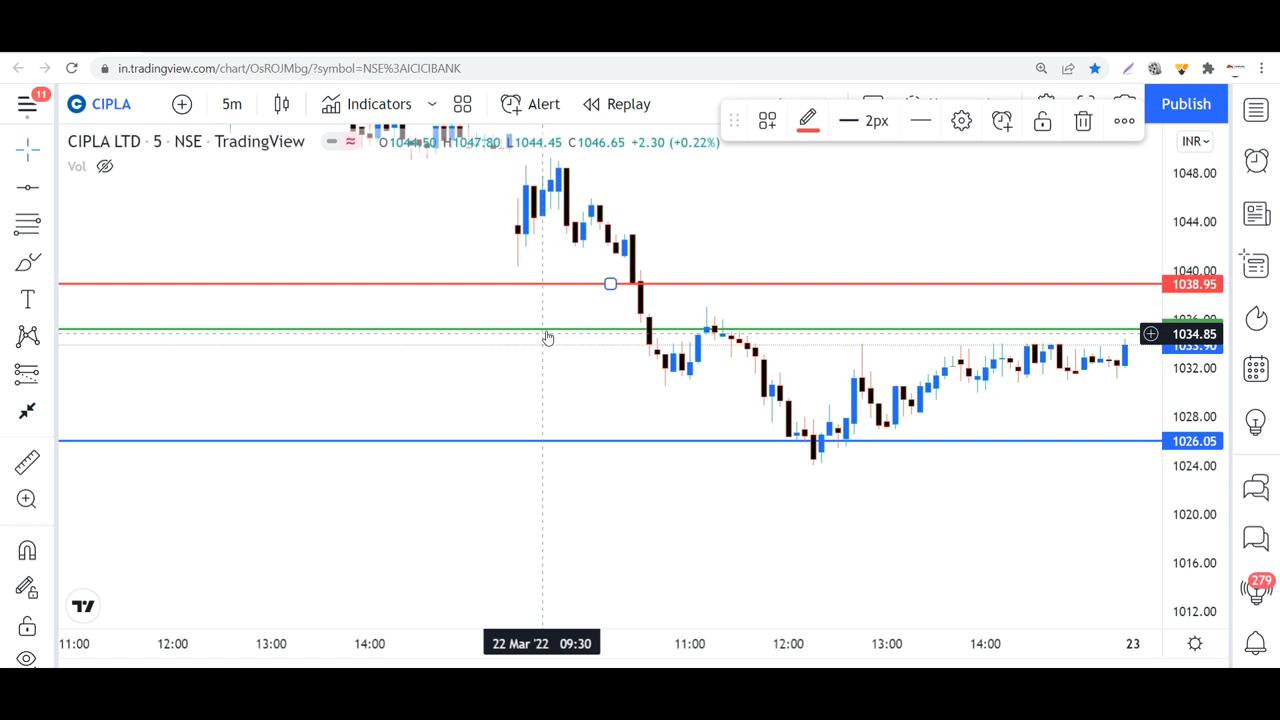 in.tradingview.com/chart/OsROJMbg/?symbol=NSE%3AICICIBANK
11
CIPLA
5m
Indicators
Alert
Replay
2px
Publish
CIPLA LTD · 5 · NSE · TradingView
O1044.50 H1047.80 L1044.45 C1046.65 +2.30 (+0.22%)
INR
Vol
1048.00
1044.00
1040.00
1038.95
1034.85
1032.00
1028.00
1026.05
1024.00
1020.00
1016.00
1012.00
279
11:00
12:00
13:00
14:00
22 Mar '22 09:30
11:00
12:00
13:00
14:00
23